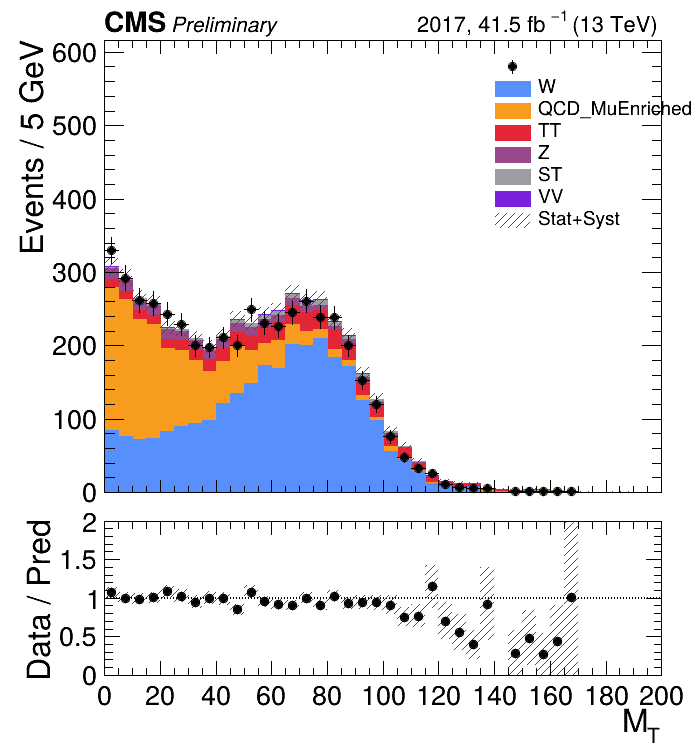 CMS Preliminary 2017, 41.5 fb⁻¹ (13 TeV)
Events / 5 GeV
600
500
400
300
200
100
0
W
QCD_MuEnriched
TT
Z
ST
VV
Stat+Syst
Data / Pred
2
1.5
1
0.5
0
0 20 40 60 80 100 120 140 160 180 200
M_T